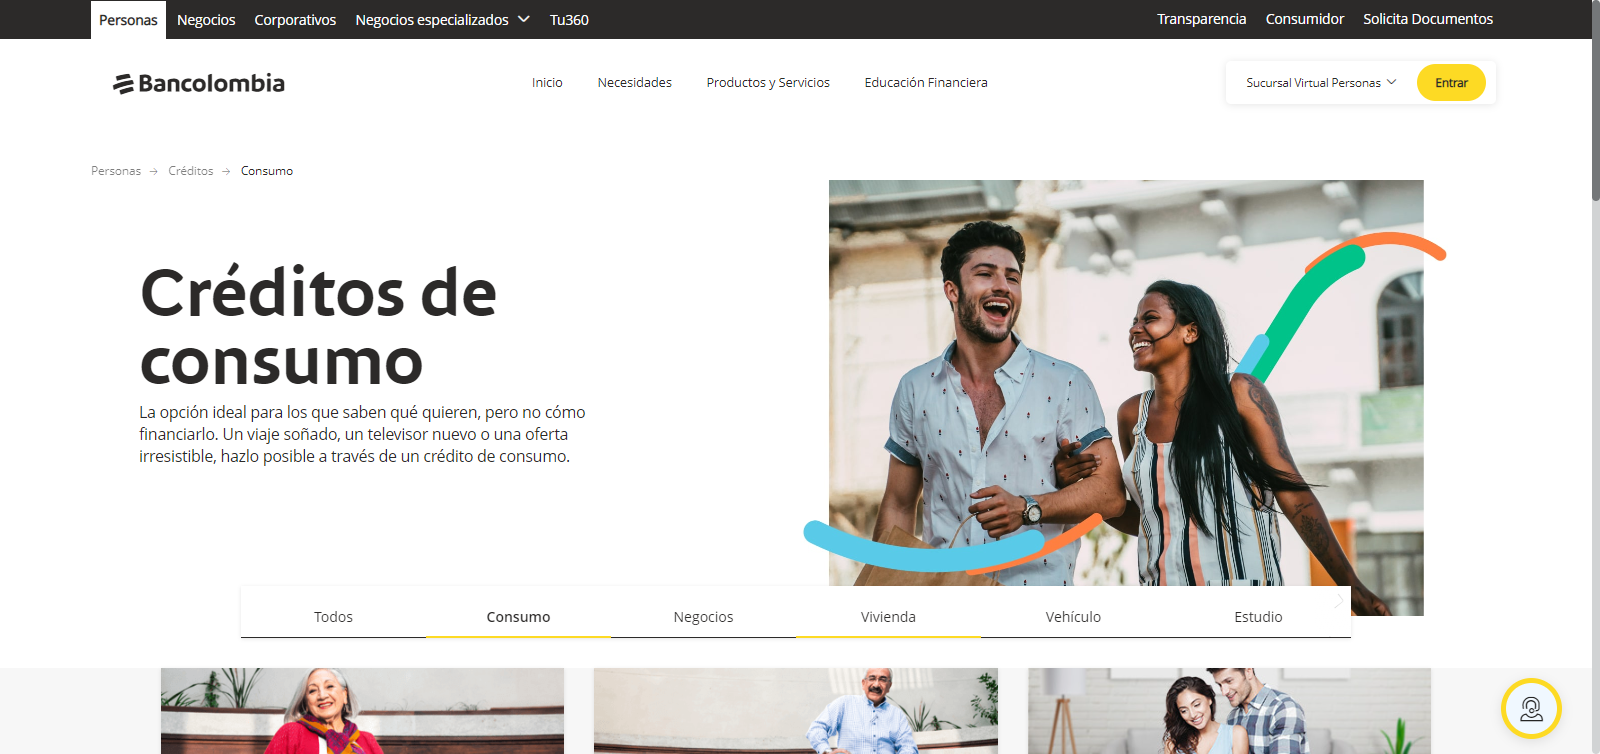 Personas Negocios Corporativos Negocios especializados Tu360 Transparencia Consumidor Solicita Documentos
Bancolombia Inicio Necesidades Productos y Servicios Educación Financiera Sucursal Virtual Personas Entrar
Personas → Créditos → Consumo
Créditos de
consumo
La opción ideal para los que saben qué quieren, pero no cómo
financiarlo. Un viaje soñado, un televisor nuevo o una oferta
irresistible, hazlo posible a través de un crédito de consumo.
Todos Consumo Negocios Vivienda Vehículo Estudio